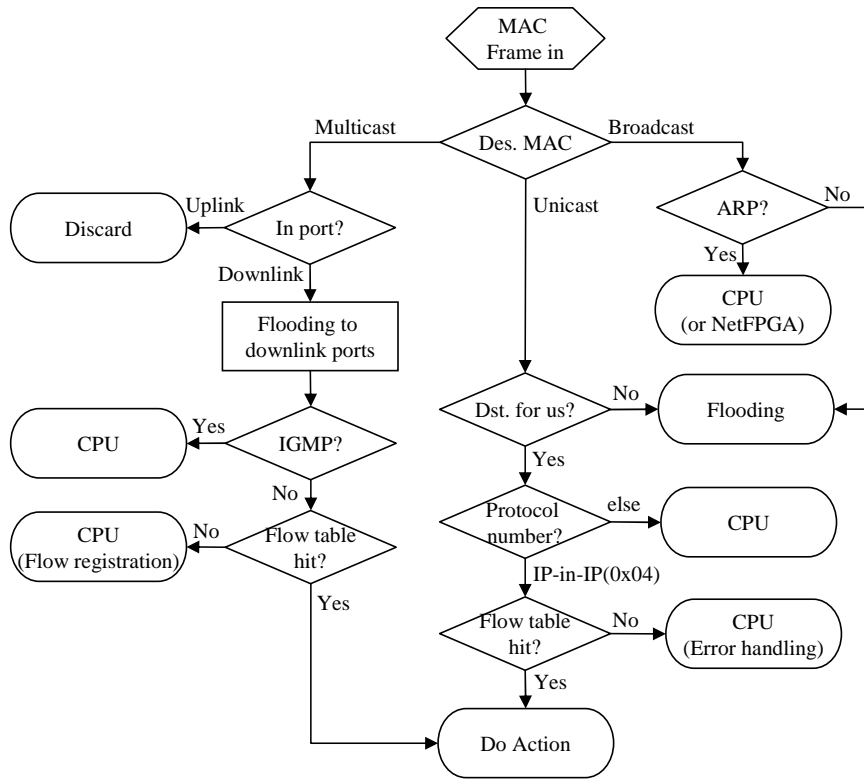 MAC
Frame in
Multicast
Des. MAC
Broadcast
Uplink
In port?
Discard
Unicast
ARP?
No
Downlink
Yes
Flooding to
downlink ports
CPU
(or NetFPGA)
Dst. for us?
No
Flooding
CPU
Yes
IGMP?
Yes
No
Protocol
number?
else
CPU
CPU
(Flow registration)
No
Flow table
hit?
IP-in-IP(0x04)
Yes
Flow table
hit?
No
CPU
(Error handling)
Yes
Do Action